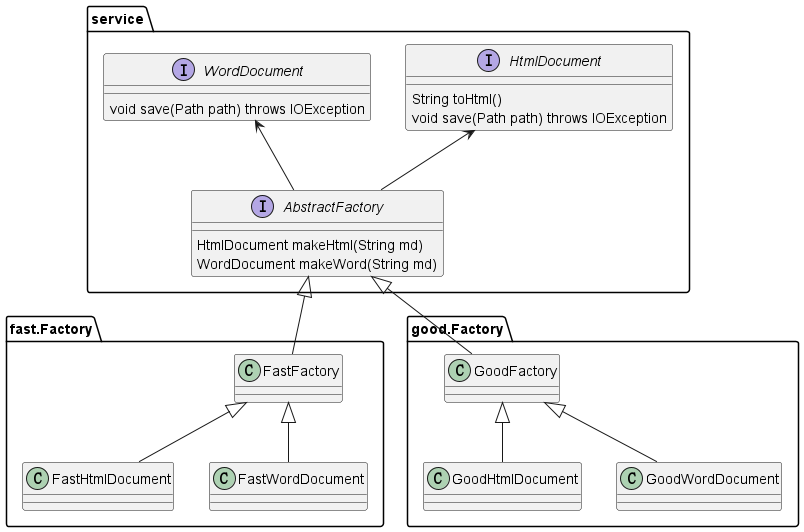 service
I WordDocument
void save(Path path) throws IOException
I HtmlDocument
String toHtml()
void save(Path path) throws IOException
I AbstractFactory
HtmlDocument makeHtml(String md)
WordDocument makeWord(String md)
fast.Factory
C FastFactory
C FastHtmlDocument
C FastWordDocument
good.Factory
C GoodFactory
C GoodHtmlDocument
C GoodWordDocument